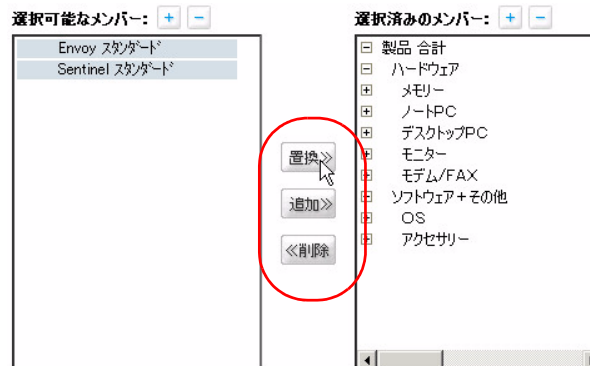 選択可能なメンバー: + −
Envoy スタンダード
Sentinel スタンダード
置換≫
追加≫
≪削除
選択済みのメンバー: + −
製品 合計
ハードウェア
メモリー
ノートPC
デスクトップPC
モニター
モデム/FAX
ソフトウェア+その他
OS
アクセサリー